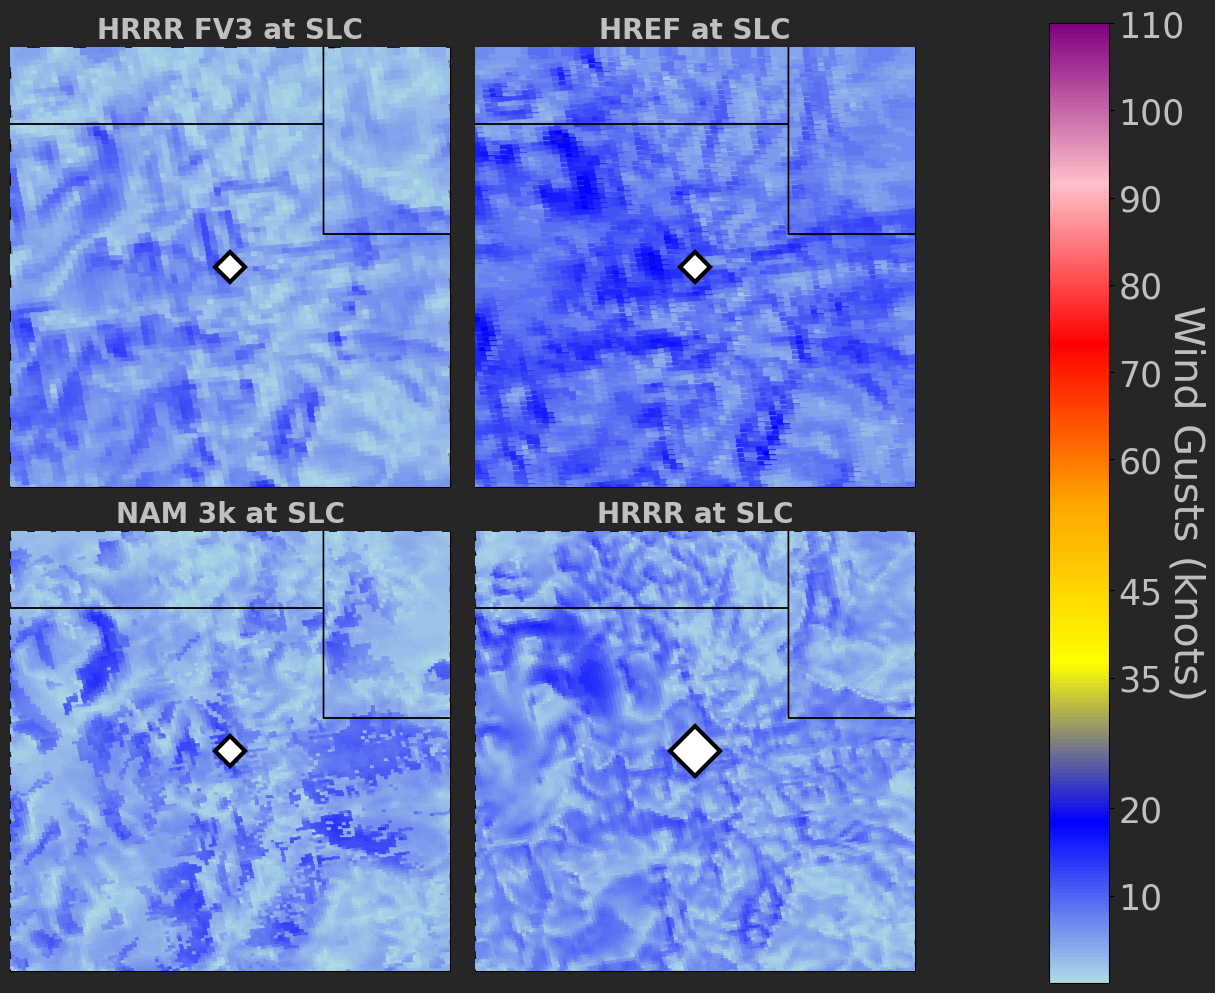 HRRR FV3 at SLC
HREF at SLC
NAM 3k at SLC
HRRR at SLC
110
100
90
80
70
60
45
35
20
10
Wind Gusts (knots)